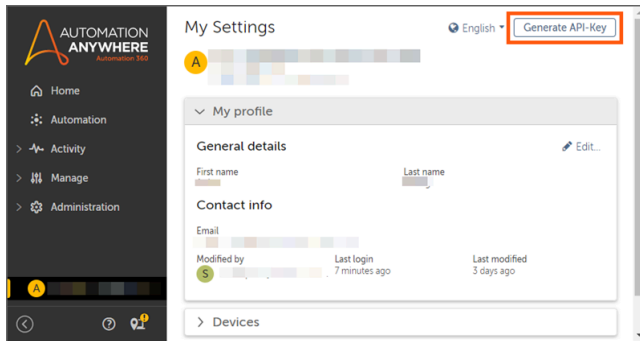 AUTOMATION
ANYWHERE
Automation 360
Home
Automation
Activity
Manage
Administration
A
My Settings
English
Generate API-Key
A
My profile
General details
Edit...
First name
Last name
Contact info
Email
Modified by
Last login
Last modified
S
7 minutes ago
3 days ago
Devices